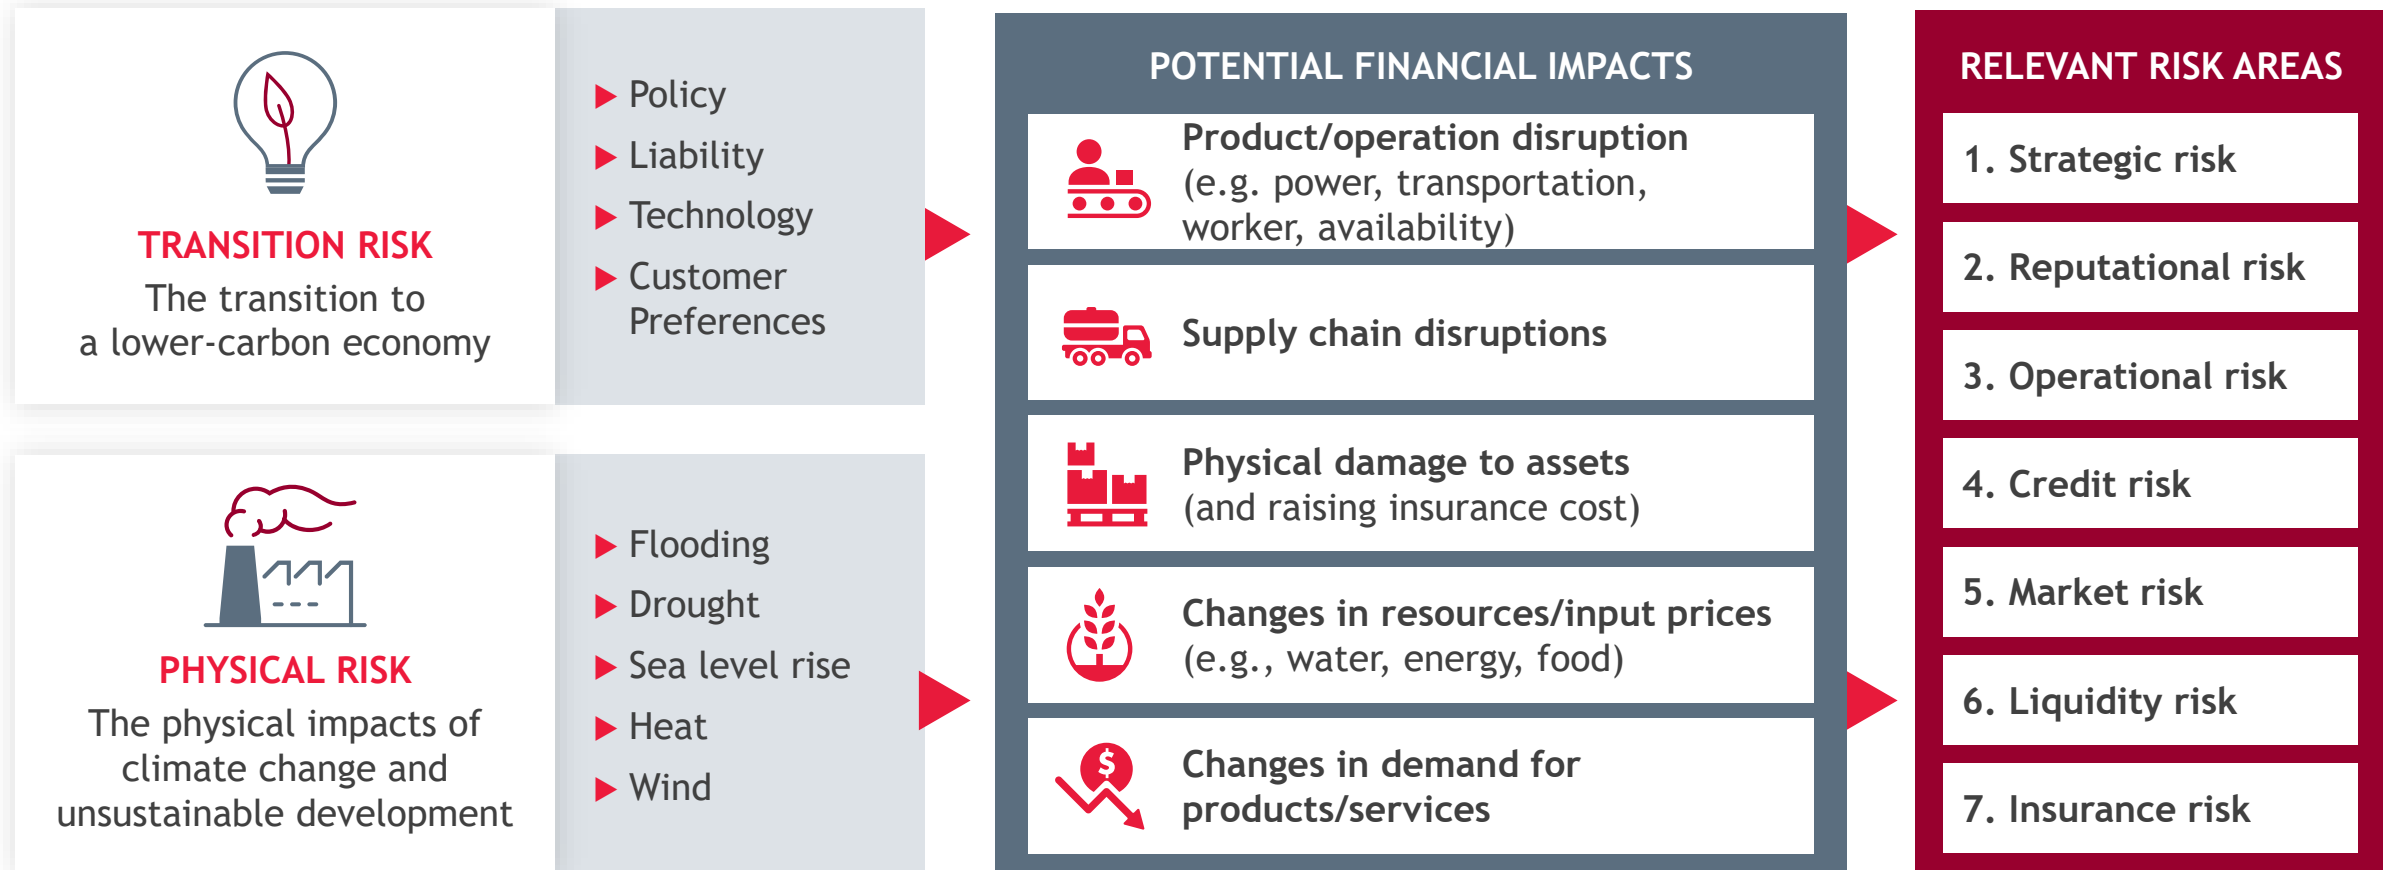 TRANSITION RISK
The transition to
a lower-carbon economy
Policy
Liability
Technology
Customer
Preferences
PHYSICAL RISK
The physical impacts of
climate change and
unsustainable development
Flooding
Drought
Sea level rise
Heat
Wind
POTENTIAL FINANCIAL IMPACTS
Product/operation disruption
(e.g. power, transportation,
worker, availability)
Supply chain disruptions
Physical damage to assets
(and raising insurance cost)
Changes in resources/input prices
(e.g., water, energy, food)
$
Changes in demand for
products/services
RELEVANT RISK AREAS
1. Strategic risk
2. Reputational risk
3. Operational risk
4. Credit risk
5. Market risk
6. Liquidity risk
7. Insurance risk